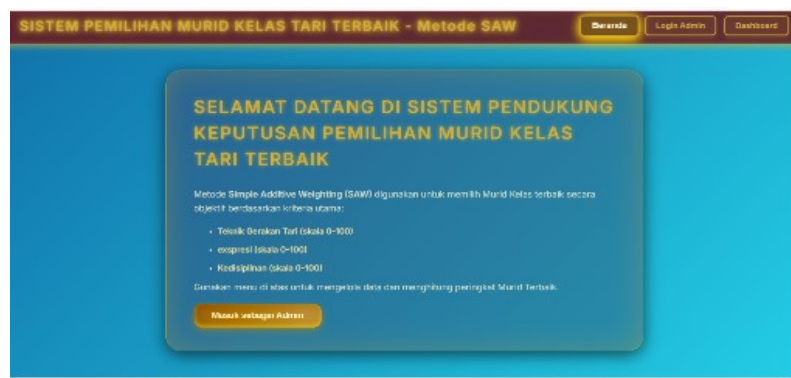 SISTEM PEMILIHAN MURID KELAS TARI TERBAIK - Metode SAW
Beranda
Login Admin
Dashboard
SELAMAT DATANG DI SISTEM PENDUKUNG
KEPUTUSAN PEMILIHAN MURID KELAS
TARI TERBAIK
Metode Simple Additive Weighting (SAW) digunakan untuk memilih Murid Kelas terbaik secara
objektif berdasarkan kriteria utama:
• Teknik Gerakan Tari (skala 0-100)
• exspresi (skala 0-100)
• Kedisiplinan (skala 0-100)
Gunakan menu di atas untuk mengelola data dan menghitung peringkat Murid Terbaik.
Masuk sebagai Admin